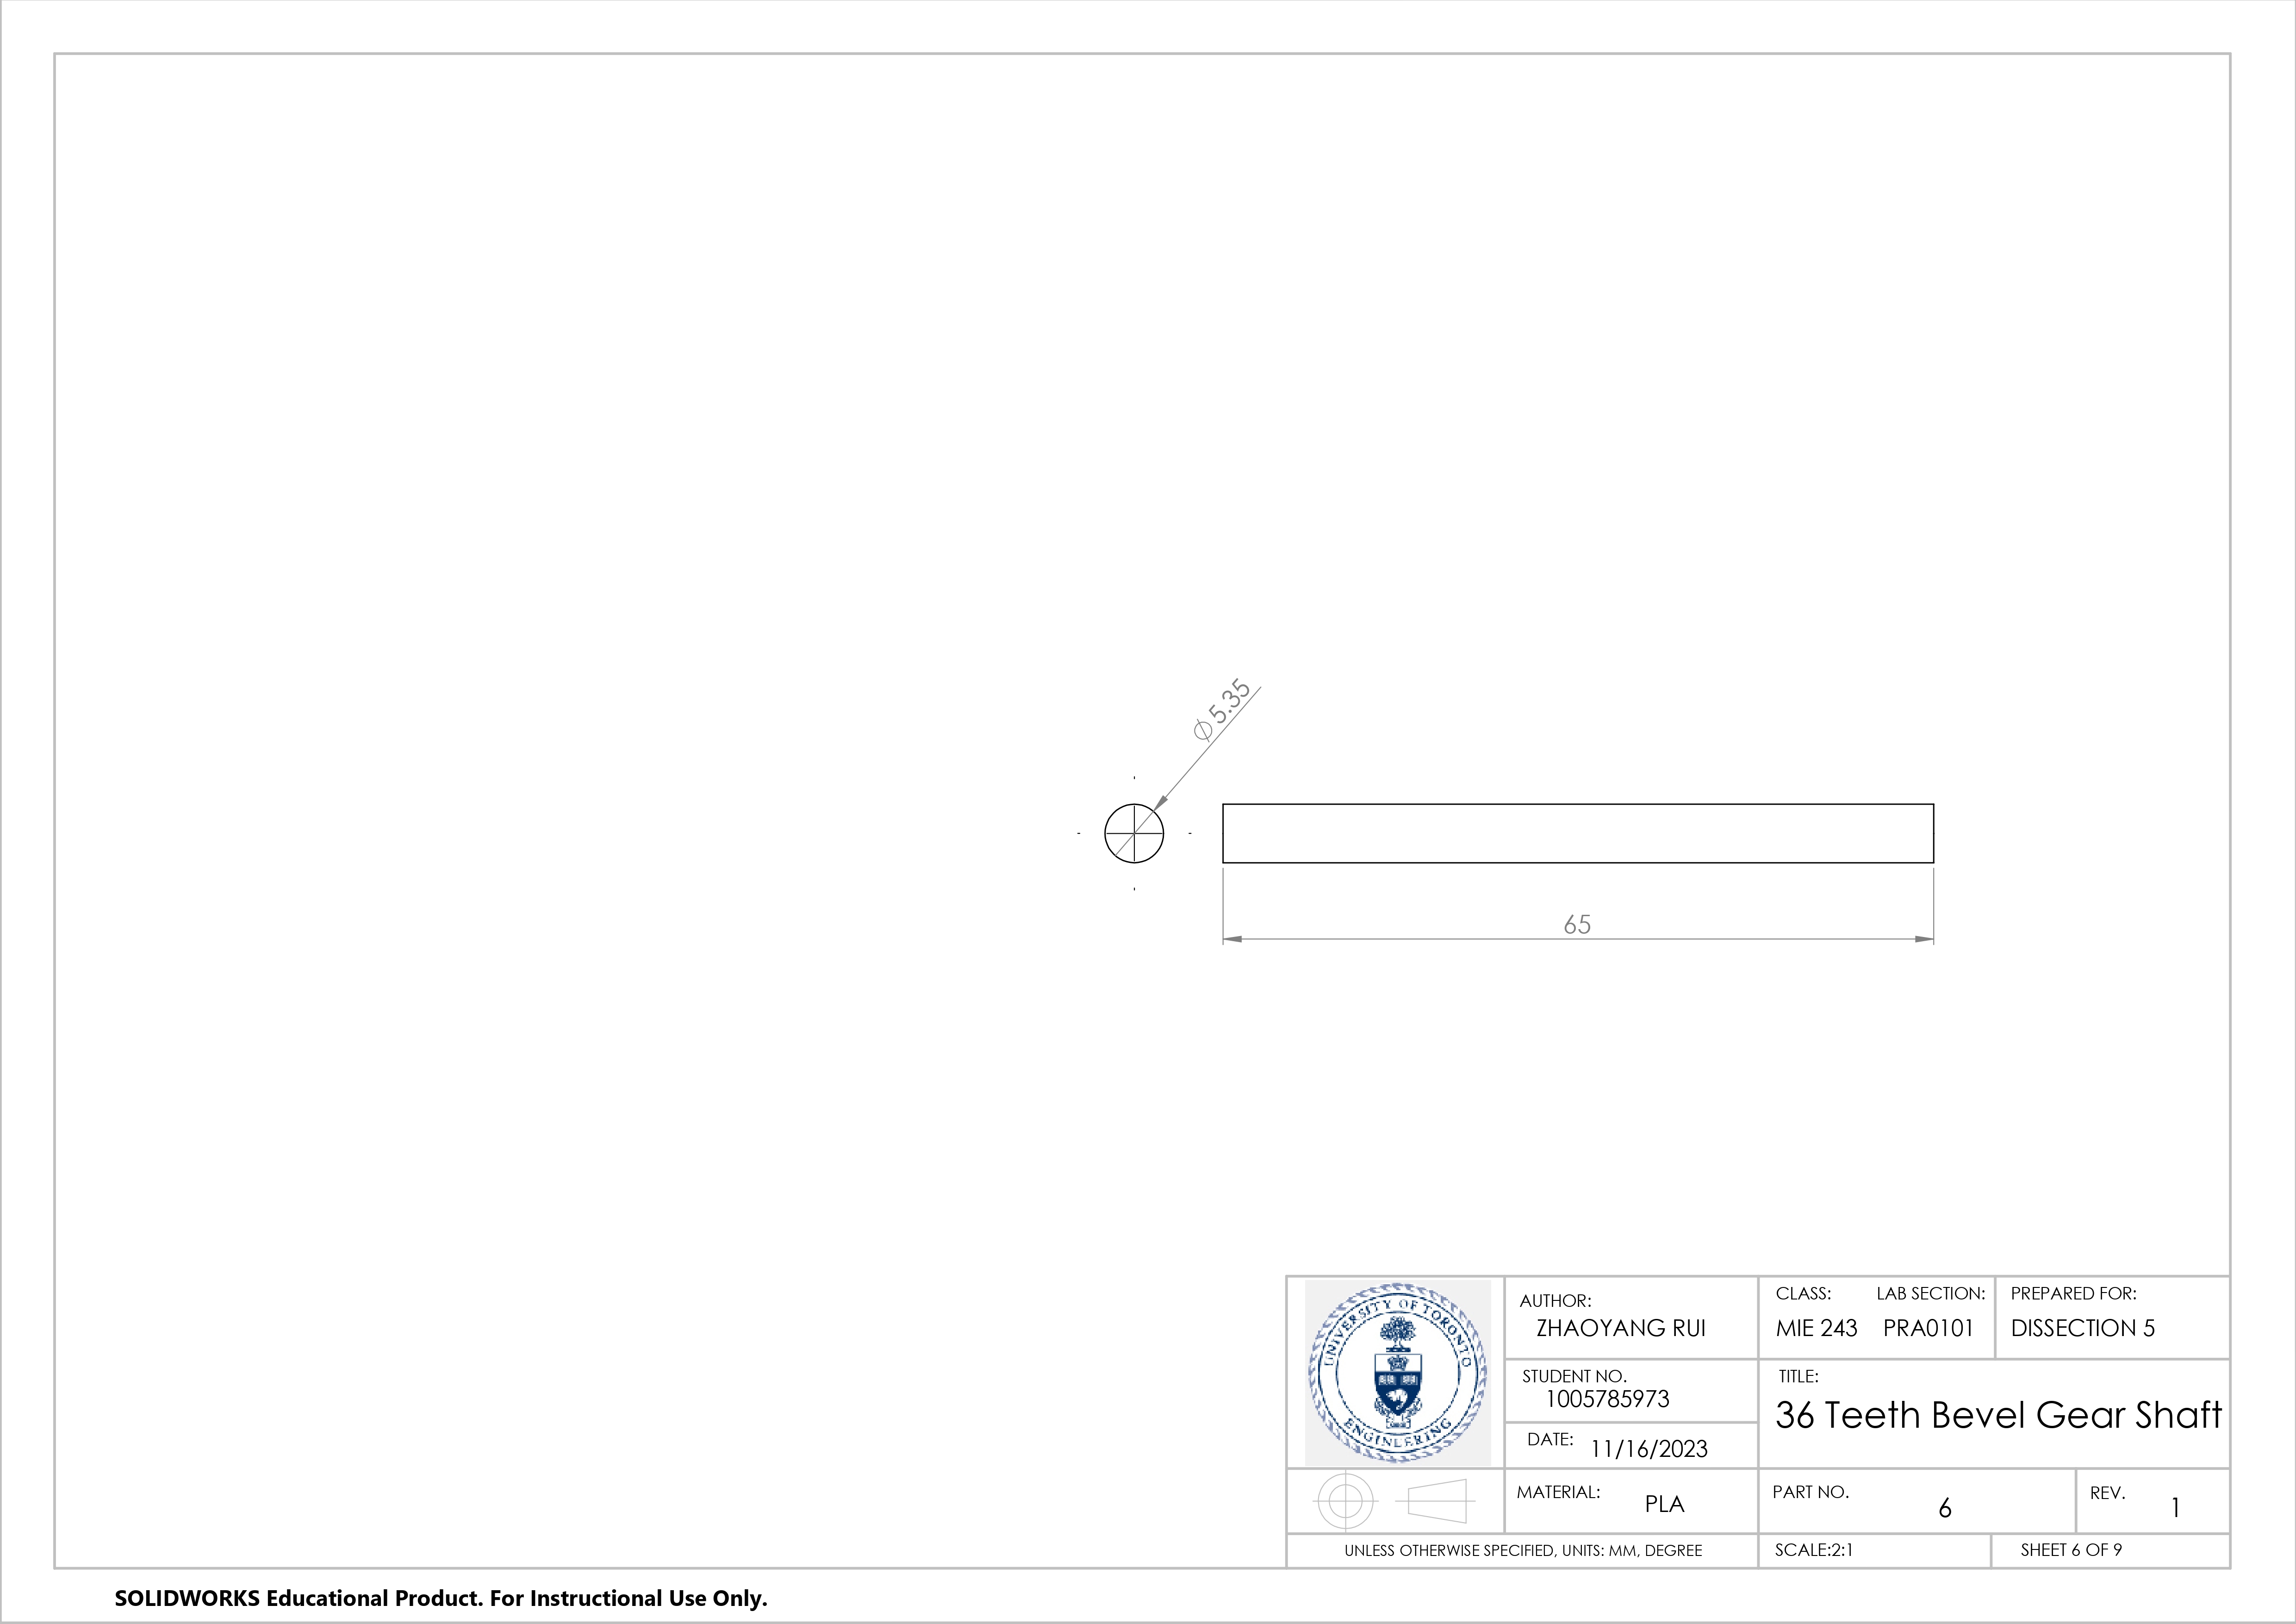 ⌀ 5.35
65
UNIVERSITY OF TORONTO
ENGINEERING
AUTHOR:
ZHAOYANG RUI
CLASS: LAB SECTION:
MIE 243 PRA0101
PREPARED FOR:
DISSECTION 5
STUDENT NO.
1005785973
DATE: 11/16/2023
TITLE:
36 Teeth Bevel Gear Shaft
MATERIAL: PLA
PART NO. 6
REV. 1
UNLESS OTHERWISE SPECIFIED, UNITS: MM, DEGREE
SCALE:2:1
SHEET 6 OF 9
SOLIDWORKS Educational Product. For Instructional Use Only.